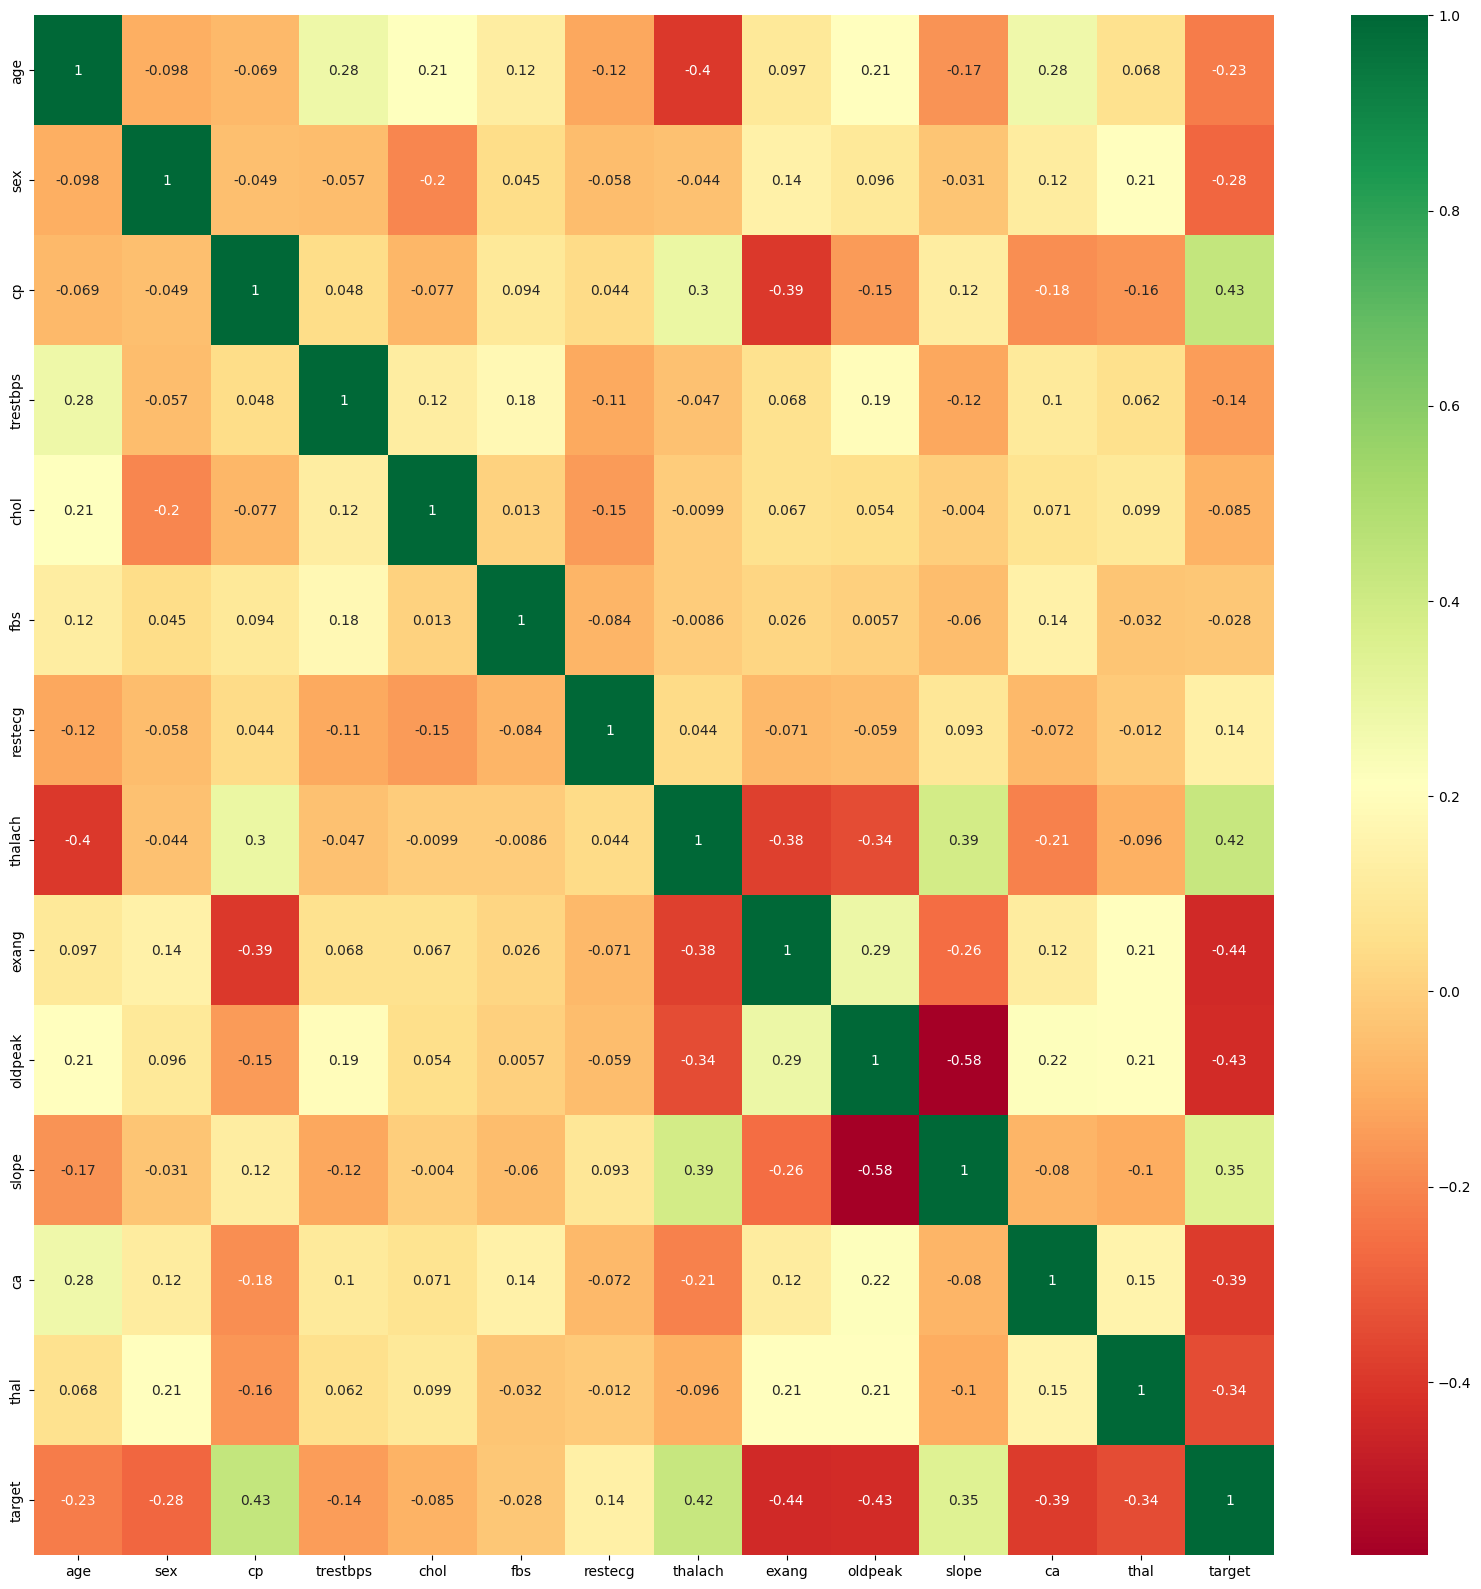 age 1 -0.098 -0.069 0.28 0.21 0.12 -0.12 -0.4 0.097 0.21 -0.17 0.28 0.068 -0.23
sex -0.098 1 -0.049 -0.057 -0.2 0.045 -0.058 -0.044 0.14 0.096 -0.031 0.12 0.21 -0.28
cp -0.069 -0.049 1 0.048 -0.077 0.094 0.044 0.3 -0.39 -0.15 0.12 -0.18 -0.16 0.43
trestbps 0.28 -0.057 0.048 1 0.12 0.18 -0.11 -0.047 0.068 0.19 -0.12 0.1 0.062 -0.14
chol 0.21 -0.2 -0.077 0.12 1 0.013 -0.15 -0.0099 0.067 0.054 -0.004 0.071 0.099 -0.085
fbs 0.12 0.045 0.094 0.18 0.013 1 -0.084 -0.0086 0.026 0.0057 -0.06 0.14 -0.032 -0.028
restecg -0.12 -0.058 0.044 -0.11 -0.15 -0.084 1 0.044 -0.071 -0.059 0.093 -0.072 -0.012 0.14
thalach -0.4 -0.044 0.3 -0.047 -0.0099 -0.0086 0.044 1 -0.38 -0.34 0.39 -0.21 -0.096 0.42
exang 0.097 0.14 -0.39 0.068 0.067 0.026 -0.071 -0.38 1 0.29 -0.26 0.12 0.21 -0.44
oldpeak 0.21 0.096 -0.15 0.19 0.054 0.0057 -0.059 -0.34 0.29 1 -0.58 0.22 0.21 -0.43
slope -0.17 -0.031 0.12 -0.12 -0.004 -0.06 0.093 0.39 -0.26 -0.58 1 -0.08 -0.1 0.35
ca 0.28 0.12 -0.18 0.1 0.071 0.14 -0.072 -0.21 0.12 0.22 -0.08 1 0.15 -0.39
thal 0.068 0.21 -0.16 0.062 0.099 -0.032 -0.012 -0.096 0.21 0.21 -0.1 0.15 1 -0.34
target -0.23 -0.28 0.43 -0.14 -0.085 -0.028 0.14 0.42 -0.44 -0.43 0.35 -0.39 -0.34 1
age sex cp trestbps chol fbs restecg thalach exang oldpeak slope ca thal target
1.0
0.8
0.6
0.4
0.2
0.0
−0.2
−0.4